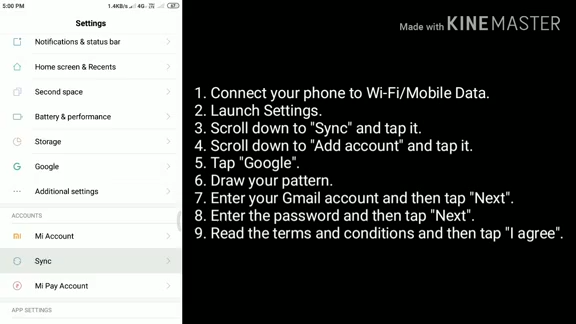 5:00 PM
1.4KB/s 4G
67
Settings
Notifications & status bar
Home screen & Recents
Second space
Battery & performance
Storage
Google
Additional settings
ACCOUNTS
Mi Account
Sync
Mi Pay Account
APP SETTINGS
Made with KINEMASTER
1. Connect your phone to Wi-Fi/Mobile Data.
2. Launch Settings.
3. Scroll down to "Sync" and tap it.
4. Scroll down to "Add account" and tap it.
5. Tap "Google".
6. Draw your pattern.
7. Enter your Gmail account and then tap "Next".
8. Enter the password and then tap "Next".
9. Read the terms and conditions and then tap "I agree".